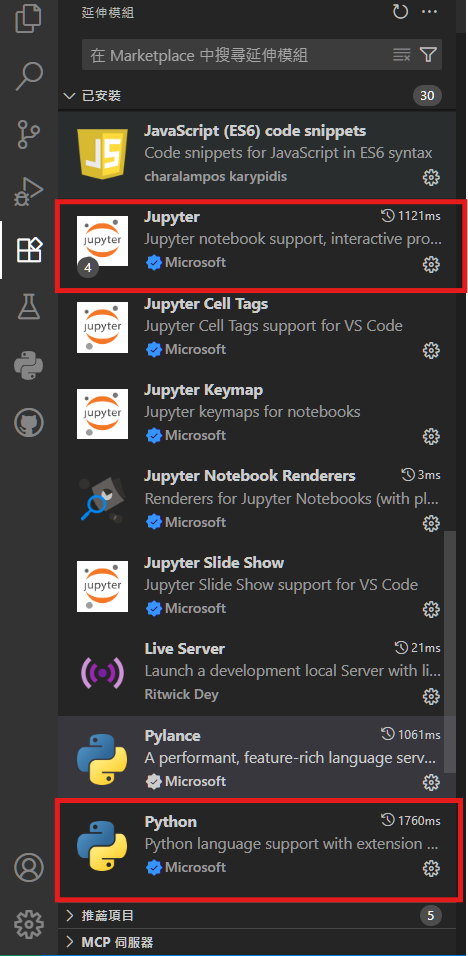 延伸模組
在 Marketplace 中搜尋延伸模組
已安裝 30
JavaScript (ES6) code snippets
Code snippets for JavaScript in ES6 syntax
charalampos karypidis
JS
Jupyter 1121ms
Jupyter notebook support, interactive pro...
Microsoft
jupyter
4
Jupyter Cell Tags
Jupyter Cell Tags support for VS Code
Microsoft
jupyter
Jupyter Keymap
Jupyter keymaps for notebooks
Microsoft
jupyter
Jupyter Notebook Renderers 3ms
Renderers for Jupyter Notebooks (with pl...
Microsoft
Jupyter Slide Show
Jupyter Slide Show support for VS Code
Microsoft
jupyter
Live Server 21ms
Launch a development local Server with li...
Ritwick Dey
Pylance 1061ms
A performant, feature-rich language serv...
Microsoft
Python 1760ms
Python language support with extension ...
Microsoft
推薦項目 5
MCP 伺服器